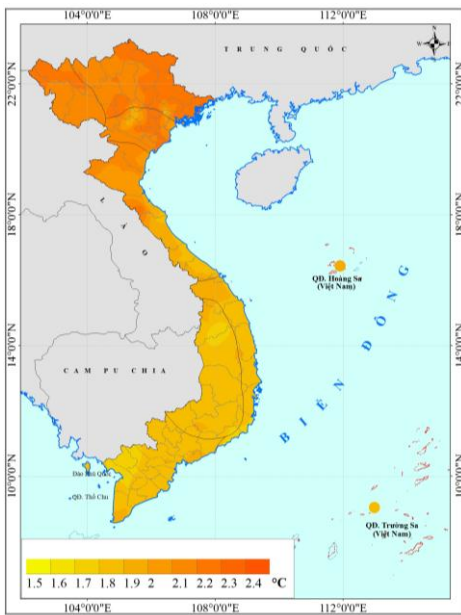 104°0'0"E 108°0'0"E 112°0'0"E
N
W E
S
TRUNG QUỐC
22°0'0"N 22°0'0"N
LÀO
18°0'0"N 18°0'0"N
QĐ. Hoàng Sa
(Việt Nam)
BIỂN ĐÔNG
14°0'0"N 14°0'0"N
CAM PU CHIA
10°0'0"N 10°0'0"N
Đảo Phú Quốc
QĐ. Thổ Chu
QĐ. Trường Sa
(Việt Nam)
1.5 1.6 1.7 1.8 1.9 2 2.1 2.2 2.3 2.4 °C
104°0'0"E 108°0'0"E 112°0'0"E